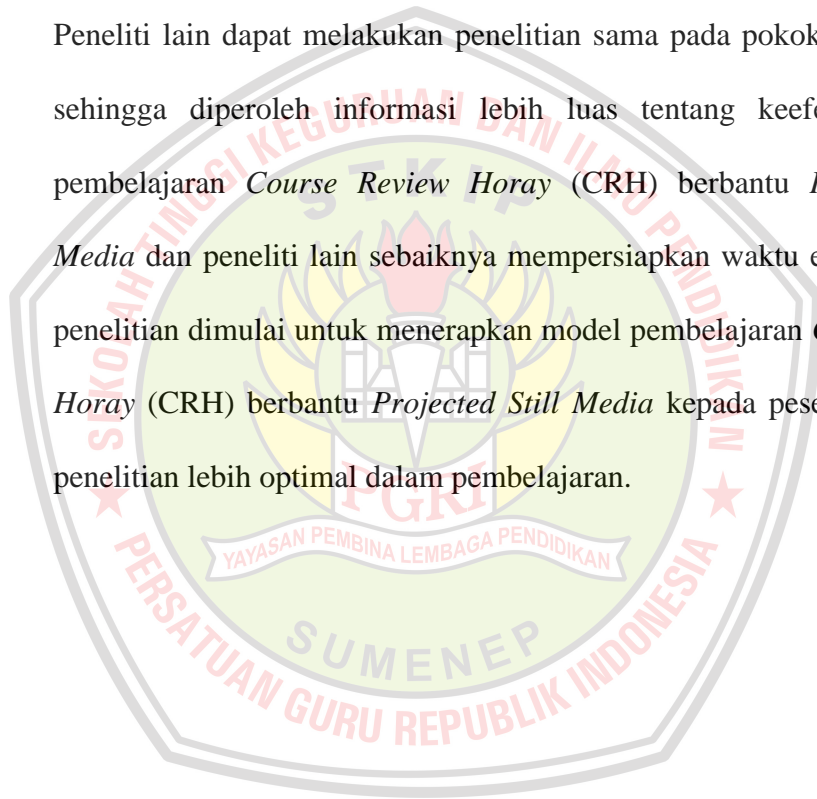 Peneliti lain dapat melakukan penelitian sama pada pokok
sehingga diperoleh informasi lebih luas tentang keefe
pembelajaran Course Review Horay (CRH) berbantu
Media dan peneliti lain sebaiknya mempersiapkan waktu
penelitian dimulai untuk menerapkan model pembelajaran
Horay (CRH) berbantu Projected Still Media kepada pese
penelitian lebih optimal dalam pembelajaran.
SEKOLAH TINGGI KEGURUAN DAN ILMU PENDIDIKAN
STKIP
PGRI
YAYASAN PEMBINA LEMBAGA PENDIDIKAN
SUMENEP
PERSATUAN GURU REPUBLIK INDONESIA